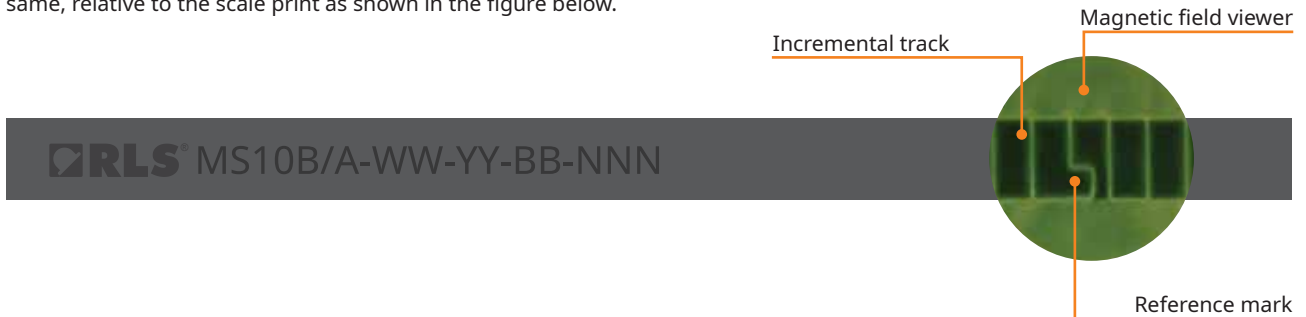 same, relative to the scale print as shown in the figure below.
Magnetic field viewer
Incremental track
RLS® MS10B/A-WW-YY-BB-NNN
Reference mark